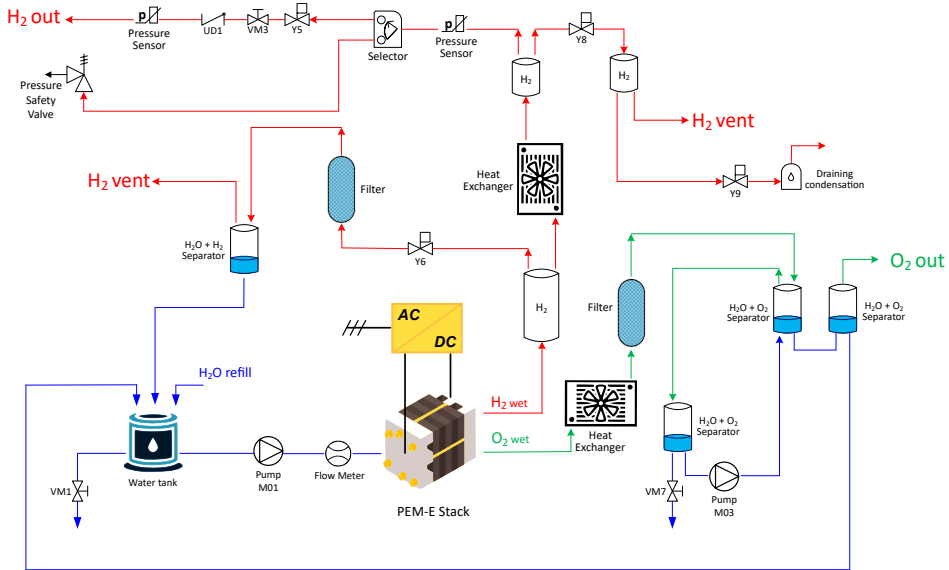 H2 out
p
Pressure
Sensor
UD1
VM3
Y5
Selector
p
Pressure
Sensor
Y8
H2
H2
Pressure
Safety
Valve
H2 vent
H2 vent
Filter
Heat
Exchanger
Y9
Draining
condensation
H2O + H2
Separator
Y6
H2
Filter
O2 out
H2O + O2
Separator
H2O + O2
Separator
AC
DC
H2O refill
H2 wet
O2 wet
Heat
Exchanger
H2O + O2
Separator
Water tank
Pump
M01
Flow Meter
VM1
VM7
Pump
M03
PEM-E Stack